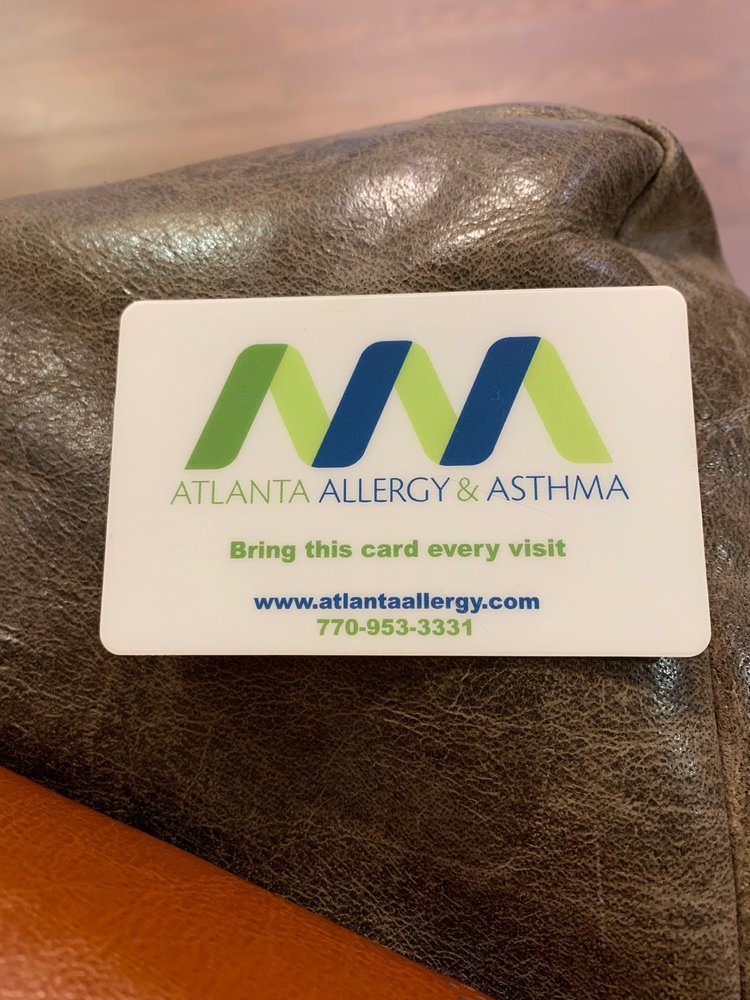 ATLANTA ALLERGY & ASTHMA
Bring this card every visit
www.atlantaallergy.com
770-953-3331